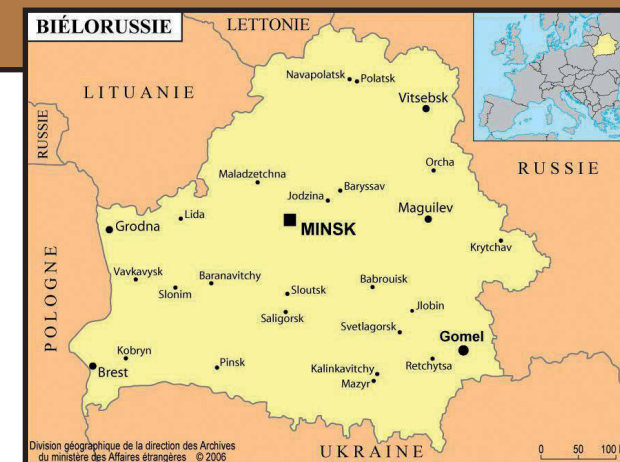 BIÉLORUSSIE
LETTONIE
Navapolatsk
Polatsk
LITUANIE
Vitsebsk
RUSSIE
Orcha
RUSSIE
Maladzetchna
Baryssav
Jodzina
Lida
Maguilev
Grodna
MINSK
Krytchav
POLOGNE
Vavkavysk
Baranavitchy
Babrouisk
Slonim
Sloutsk
Jlobin
Saligorsk
Svetlagorsk
Gomel
Kobryn
Pinsk
Kalinkavitchy
Retchytsa
Brest
Mazyr
Division géographique de la direction des Archives
du ministère des Affaires étrangères © 2006
UKRAINE
0 50 100